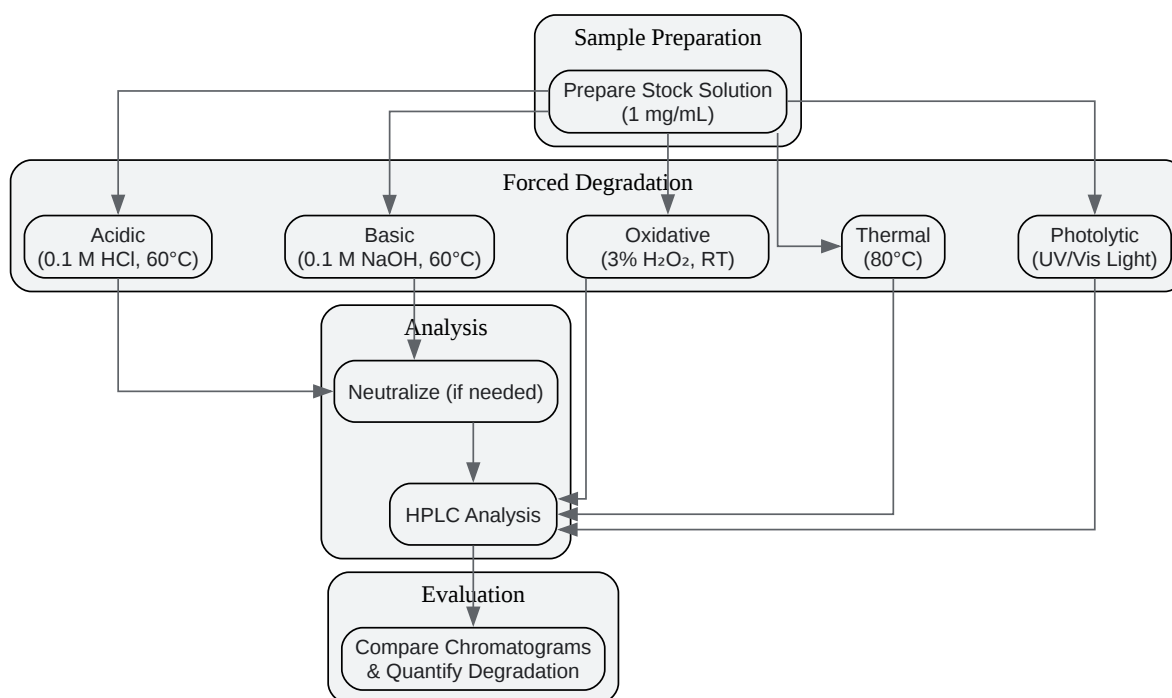 Sample Preparation
Prepare Stock Solution
(1 mg/mL)
Forced Degradation
Acidic
(0.1 M HCl, 60°C)
Basic
(0.1 M NaOH, 60°C)
Oxidative
(3% H₂O₂, RT)
Thermal
(80°C)
Photolytic
(UV/Vis Light)
Analysis
Neutralize (if needed)
HPLC Analysis
Evaluation
Compare Chromatograms
& Quantify Degradation